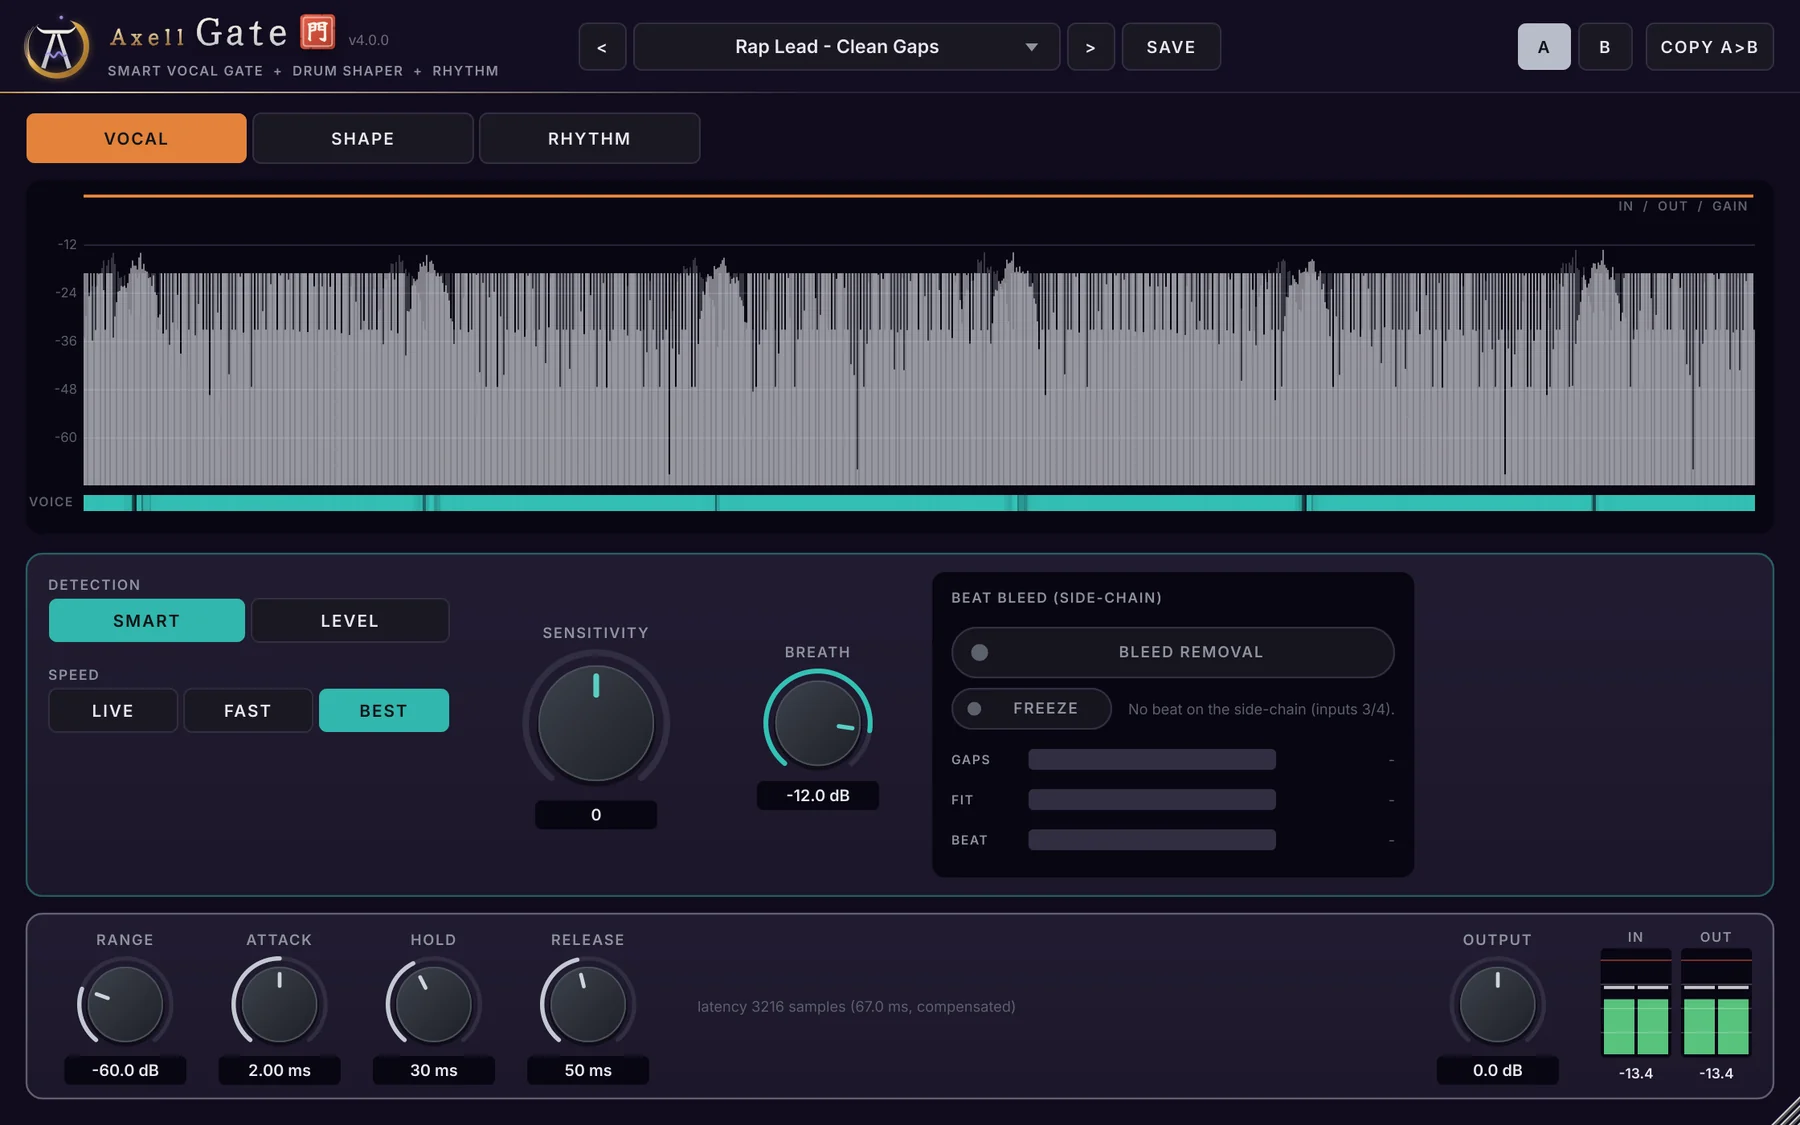 Axell Gate 門 v4.0.0
SMART VOCAL GATE + DRUM SHAPER + RHYTHM
< Rap Lead - Clean Gaps > SAVE
A B COPY A>B
VOCAL SHAPE RHYTHM
IN / OUT / GAIN
-12
-24
-36
-48
-60
VOICE
DETECTION
SMART LEVEL
SPEED
LIVE FAST BEST
SENSITIVITY
0
BREATH
-12.0 dB
BEAT BLEED (SIDE-CHAIN)
BLEED REMOVAL
FREEZE No beat on the side-chain (inputs 3/4).
GAPS -
FIT -
BEAT -
RANGE ATTACK HOLD RELEASE
-60.0 dB 2.00 ms 30 ms 50 ms
latency 3216 samples (67.0 ms, compensated)
OUTPUT
0.0 dB
IN OUT
-13.4 -13.4